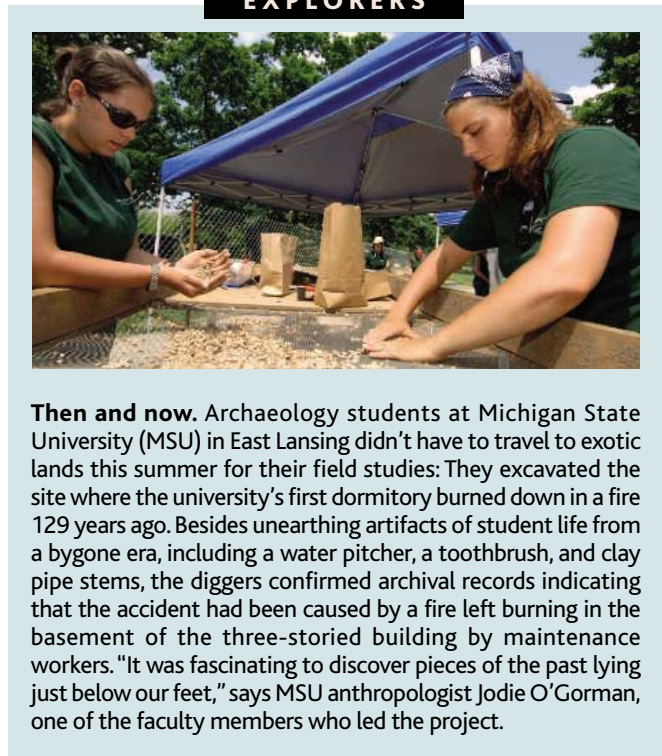 EXPLORERS
Then and now. Archaeology students at Michigan State
University (MSU) in East Lansing didn't have to travel to exotic
lands this summer for their field studies: They excavated the
site where the university's first dormitory burned down in a fire
129 years ago. Besides unearthing artifacts of student life from
a bygone era, including a water pitcher, a toothbrush, and clay
pipe stems, the diggers confirmed archival records indicating
that the accident had been caused by a fire left burning in the
basement of the three-storied building by maintenance
workers. “It was fascinating to discover pieces of the past lying
just below our feet,” says MSU anthropologist Jodie O’Gorman,
one of the faculty members who led the project.